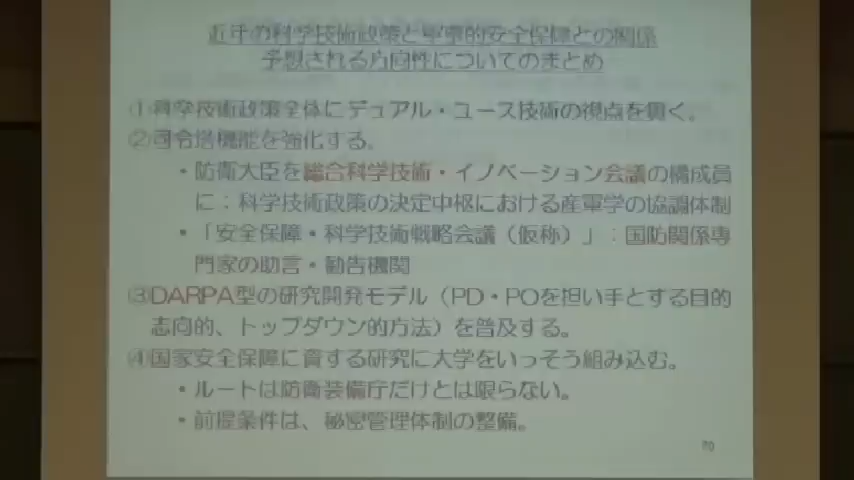 近年の科学技術政策と軍事的安全保障との関係
予想される方向性についてのまとめ
①科学技術政策全体にデュアル・ユース技術の視点を貫く。
②司令塔機能を強化する。
・防衛大臣を総合科学技術・イノベーション会議の構成員
に：科学技術政策の決定中枢における産軍学の協調体制
・「安全保障・科学技術戦略会議（仮称）」：国防関係専
門家の助言・勧告機関
③DARPA型の研究開発モデル（PD・POを担い手とする目的
志向的、トップダウン的方法）を普及する。
④国家安全保障に資する研究に大学をいっそう組み込む。
・ルートは防衛装備庁だけとは限らない。
・前提条件は、秘密管理体制の整備。